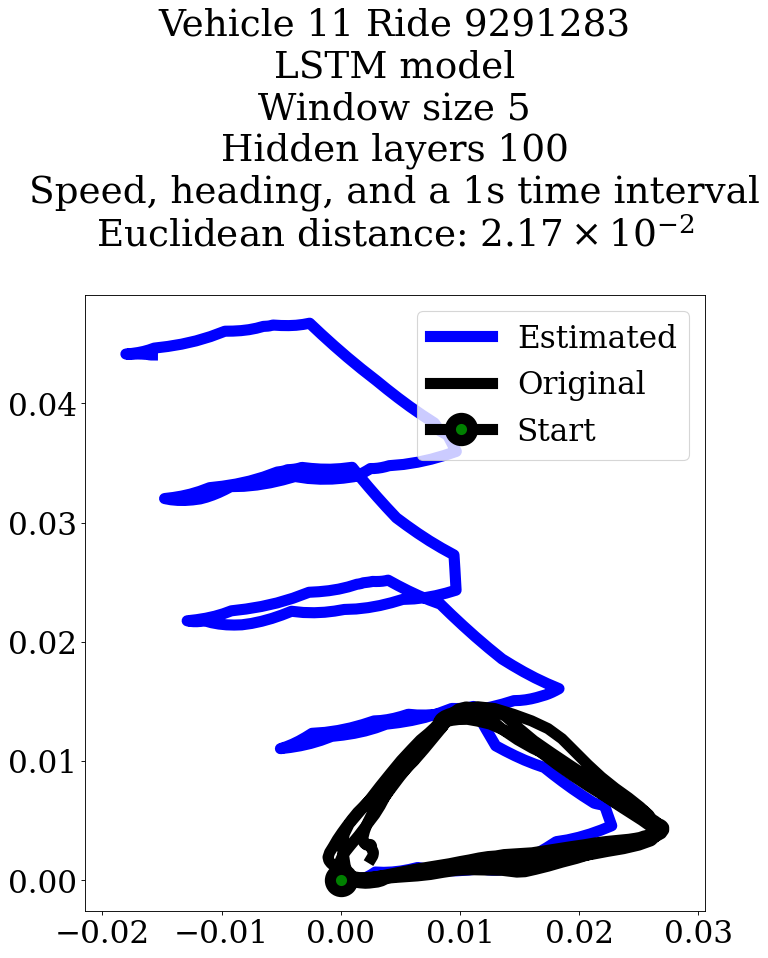 Vehicle 11 Ride 9291283
LSTM model
Window size 5
Hidden layers 100
Speed, heading, and a 1s time interval
Euclidean distance: 2.17 × 10⁻²
Estimated
Original
Start
0.04
0.03
0.02
0.01
0.00
−0.02 −0.01 0.00 0.01 0.02 0.03